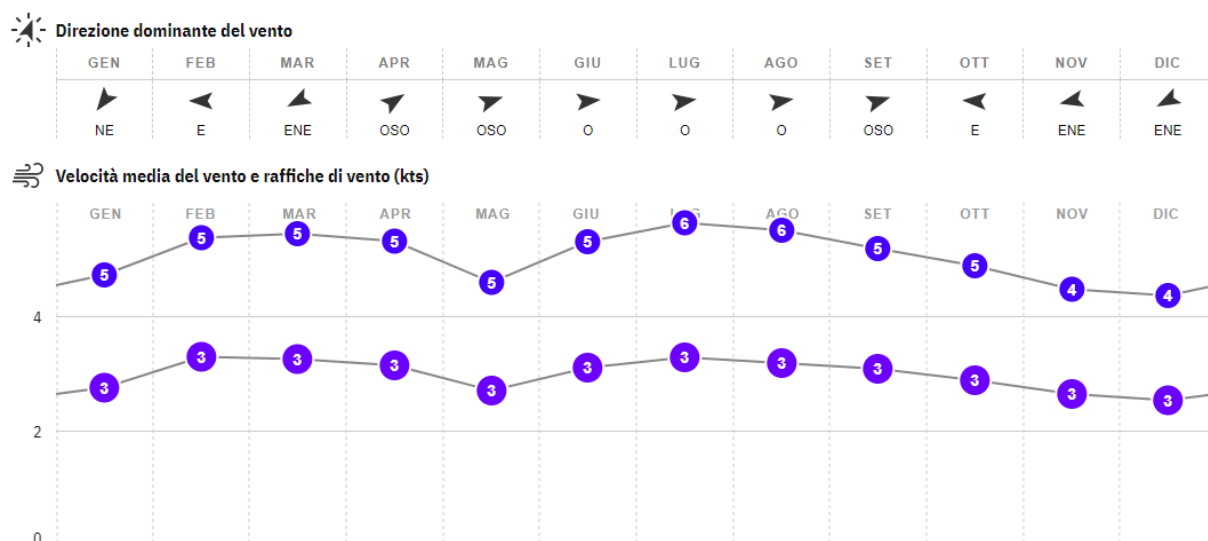 Direzione dominante del vento
GEN FEB MAR APR MAG GIU LUG AGO SET OTT NOV DIC
NE E ENE OSO OSO O O O OSO E ENE ENE
Velocità media del vento e raffiche di vento (kts)
GEN FEB MAR APR MAG GIU LUG AGO SET OTT NOV DIC
5 5 5 5 5 5 6 6 5 5 4 4
4
3 3 3 3 3 3 3 3 3 3 3 3
2
0